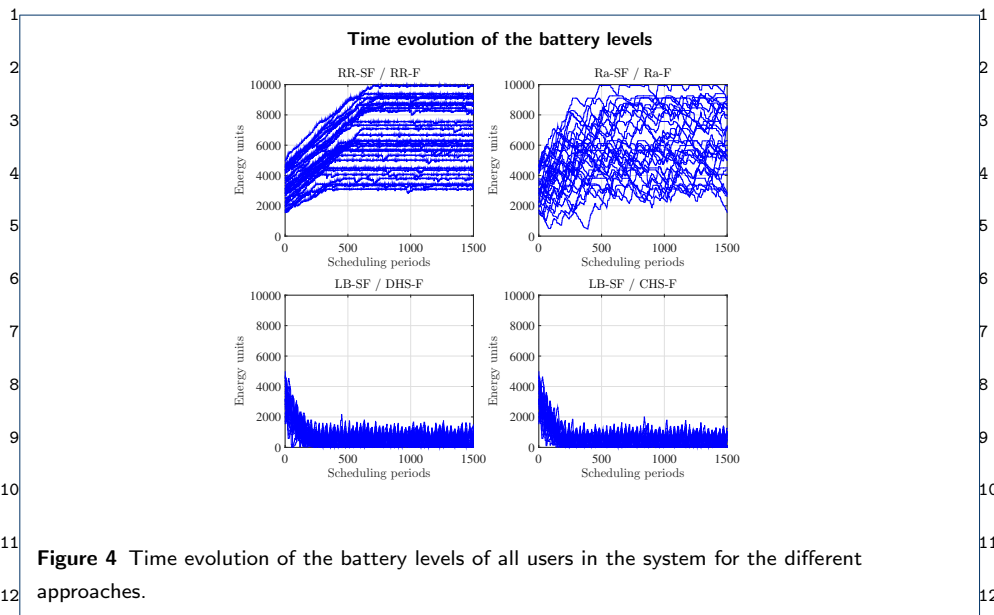 1 1
Time evolution of the battery levels
2 2
RR-SF / RR-F Ra-SF / Ra-F
10000 10000
8000 8000
3 3
6000 6000
Energy units Energy units
4 4000 4000 4
2000 2000
5 0 0 5
0 500 1000 1500 0 500 1000 1500
Scheduling periods Scheduling periods
6 6
LB-SF / DHS-F LB-SF / CHS-F
10000 10000
7 8000 8000 7
6000 6000
Energy units Energy units
8 4000 4000 8
2000 2000
9 0 0 9
0 500 1000 1500 0 500 1000 1500
Scheduling periods Scheduling periods
10 10
11 11
Figure 4 Time evolution of the battery levels of all users in the system for the different
12 approaches. 12